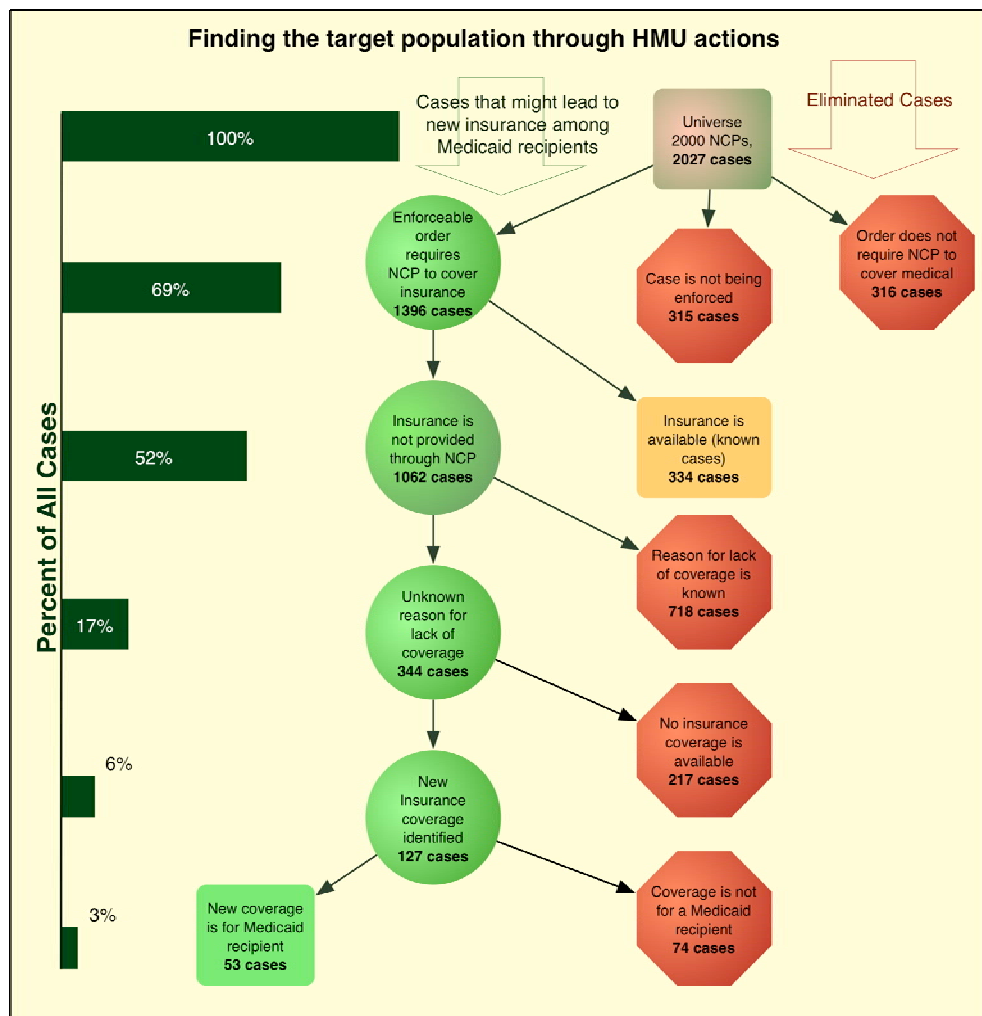 Finding the target population through HMU actions
Cases that might lead to
new insurance among
Medicaid recipients
Universe
2000 NCPs,
2027 cases
Eliminated Cases
100%
Enforceable
order
requires
NCP to cover
insurance
1396 cases
Case is not being
enforced
315 cases
Order does not
require NCP to
cover medical
316 cases
69%
Percent of All Cases
52%
Insurance is
not provided
through NCP
1062 cases
Insurance is
available (known
cases)
334 cases
Reason for lack
of coverage is
known
718 cases
17%
Unknown
reason for
lack of
coverage
344 cases
No insurance
coverage is
available
217 cases
6%
New
Insurance
coverage
identified
127 cases
3%
New coverage
is for Medicaid
recipient
53 cases
Coverage is not
for a Medicaid
recipient
74 cases